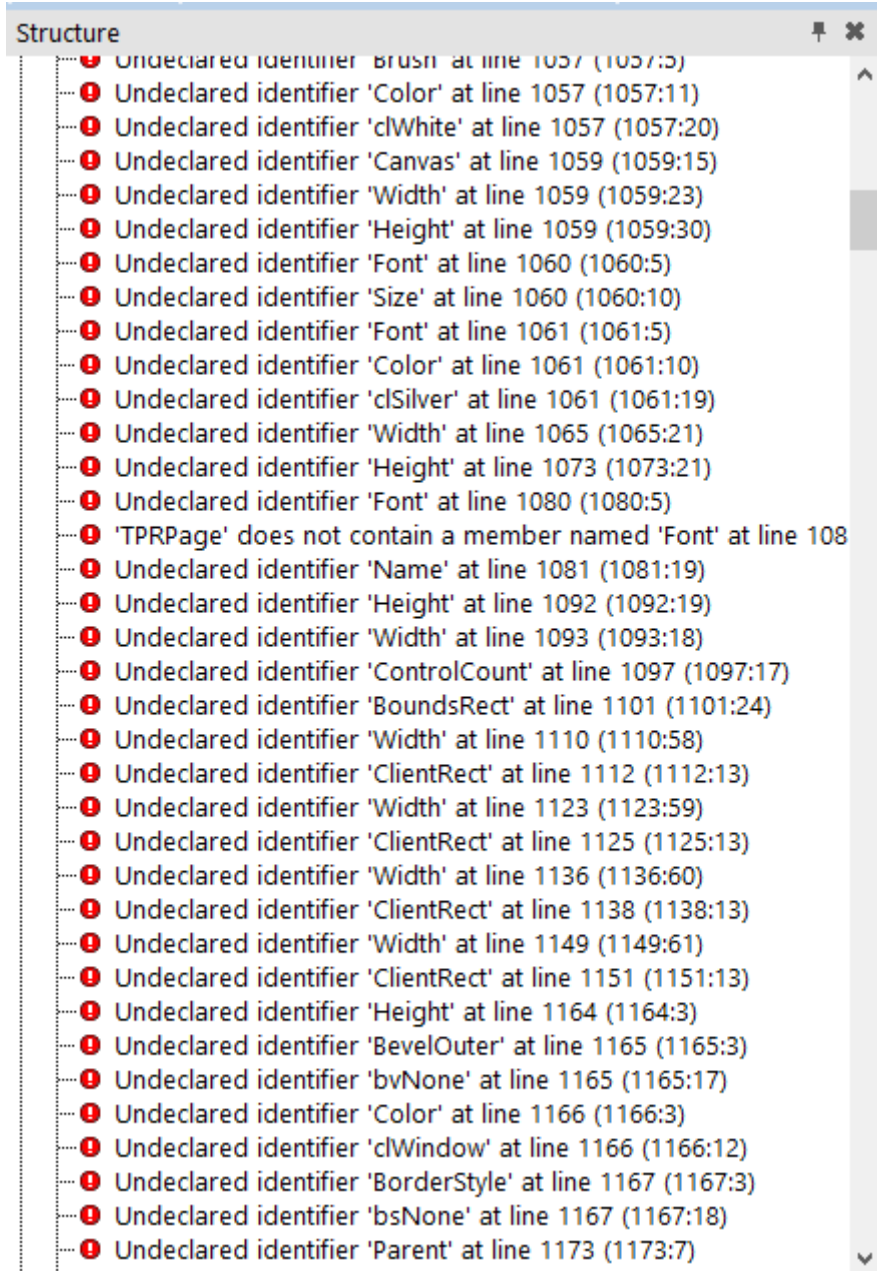 Structure
Undeclared identifier 'Brush' at line 1057 (1057:5)
Undeclared identifier 'Color' at line 1057 (1057:11)
Undeclared identifier 'clWhite' at line 1057 (1057:20)
Undeclared identifier 'Canvas' at line 1059 (1059:15)
Undeclared identifier 'Width' at line 1059 (1059:23)
Undeclared identifier 'Height' at line 1059 (1059:30)
Undeclared identifier 'Font' at line 1060 (1060:5)
Undeclared identifier 'Size' at line 1060 (1060:10)
Undeclared identifier 'Font' at line 1061 (1061:5)
Undeclared identifier 'Color' at line 1061 (1061:10)
Undeclared identifier 'clSilver' at line 1061 (1061:19)
Undeclared identifier 'Width' at line 1065 (1065:21)
Undeclared identifier 'Height' at line 1073 (1073:21)
Undeclared identifier 'Font' at line 1080 (1080:5)
'TPRPage' does not contain a member named 'Font' at line 108
Undeclared identifier 'Name' at line 1081 (1081:19)
Undeclared identifier 'Height' at line 1092 (1092:19)
Undeclared identifier 'Width' at line 1093 (1093:18)
Undeclared identifier 'ControlCount' at line 1097 (1097:17)
Undeclared identifier 'BoundsRect' at line 1101 (1101:24)
Undeclared identifier 'Width' at line 1110 (1110:58)
Undeclared identifier 'ClientRect' at line 1112 (1112:13)
Undeclared identifier 'Width' at line 1123 (1123:59)
Undeclared identifier 'ClientRect' at line 1125 (1125:13)
Undeclared identifier 'Width' at line 1136 (1136:60)
Undeclared identifier 'ClientRect' at line 1138 (1138:13)
Undeclared identifier 'Width' at line 1149 (1149:61)
Undeclared identifier 'ClientRect' at line 1151 (1151:13)
Undeclared identifier 'Height' at line 1164 (1164:3)
Undeclared identifier 'BevelOuter' at line 1165 (1165:3)
Undeclared identifier 'bvNone' at line 1165 (1165:17)
Undeclared identifier 'Color' at line 1166 (1166:3)
Undeclared identifier 'clWindow' at line 1166 (1166:12)
Undeclared identifier 'BorderStyle' at line 1167 (1167:3)
Undeclared identifier 'bsNone' at line 1167 (1167:18)
Undeclared identifier 'Parent' at line 1173 (1173:7)